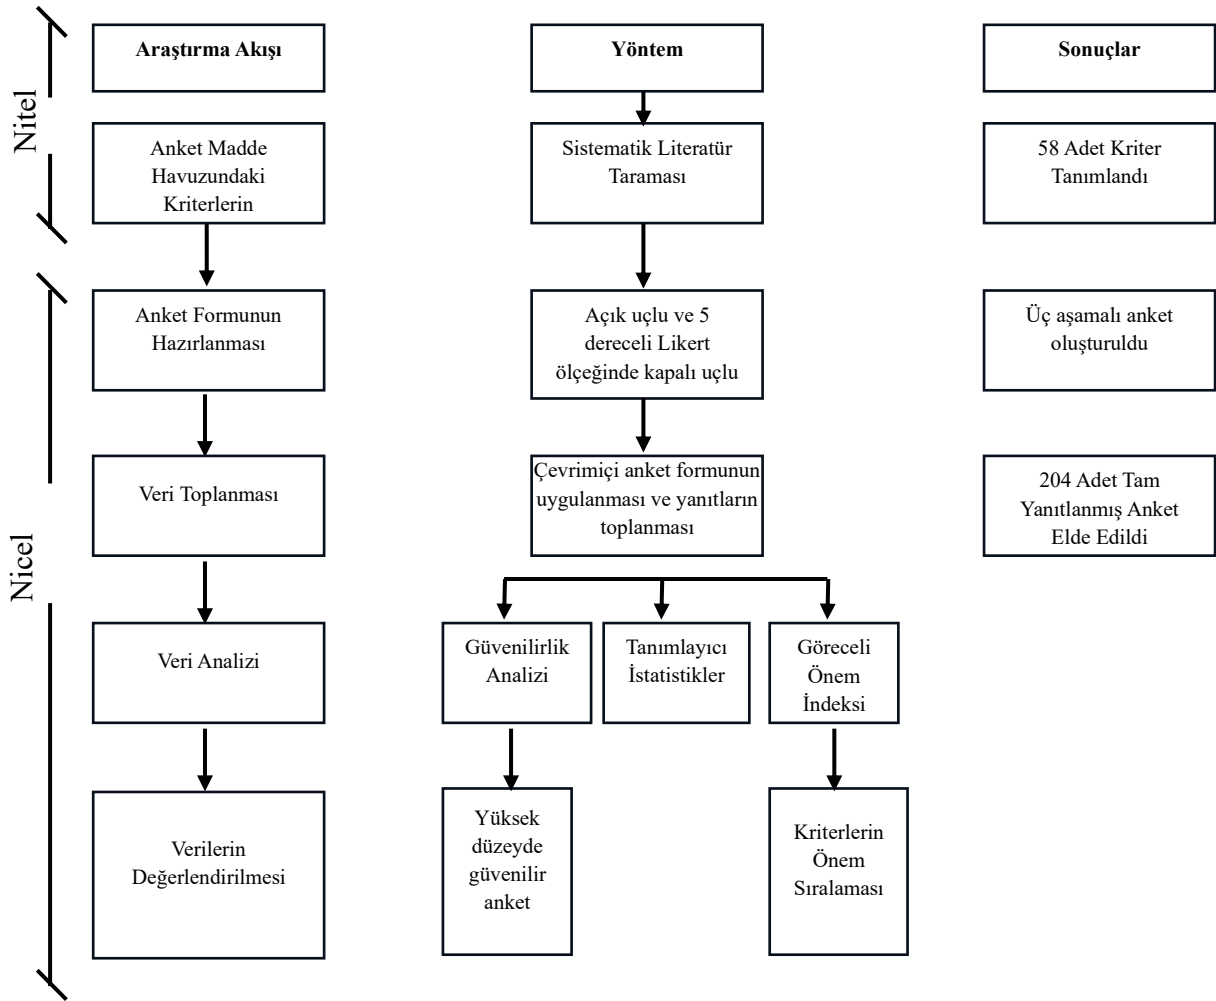 Araştırma Akışı
Yöntem
Sonuçlar
Nitel
Anket Madde
Havuzundaki
Kriterlerin
Sistematik Literatür
Taraması
58 Adet Kriter
Tanımlandı
Anket Formunun
Hazırlanması
Açık uçlu ve 5
dereceli Likert
ölçeğinde kapalı uçlu
Üç aşamalı anket
oluşturuldu
Nicel
Veri Toplanması
Çevrimiçi anket formunun
uygulanması ve yanıtların
toplanması
204 Adet Tam
Yanıtlanmış Anket
Elde Edildi
Veri Analizi
Güvenilirlik
Analizi
Tanımlayıcı
İstatistikler
Göreceli
Önem
İndeksi
Verilerin
Değerlendirilmesi
Yüksek
düzeyde
güvenilir
anket
Kriterlerin
Önem
Sıralaması